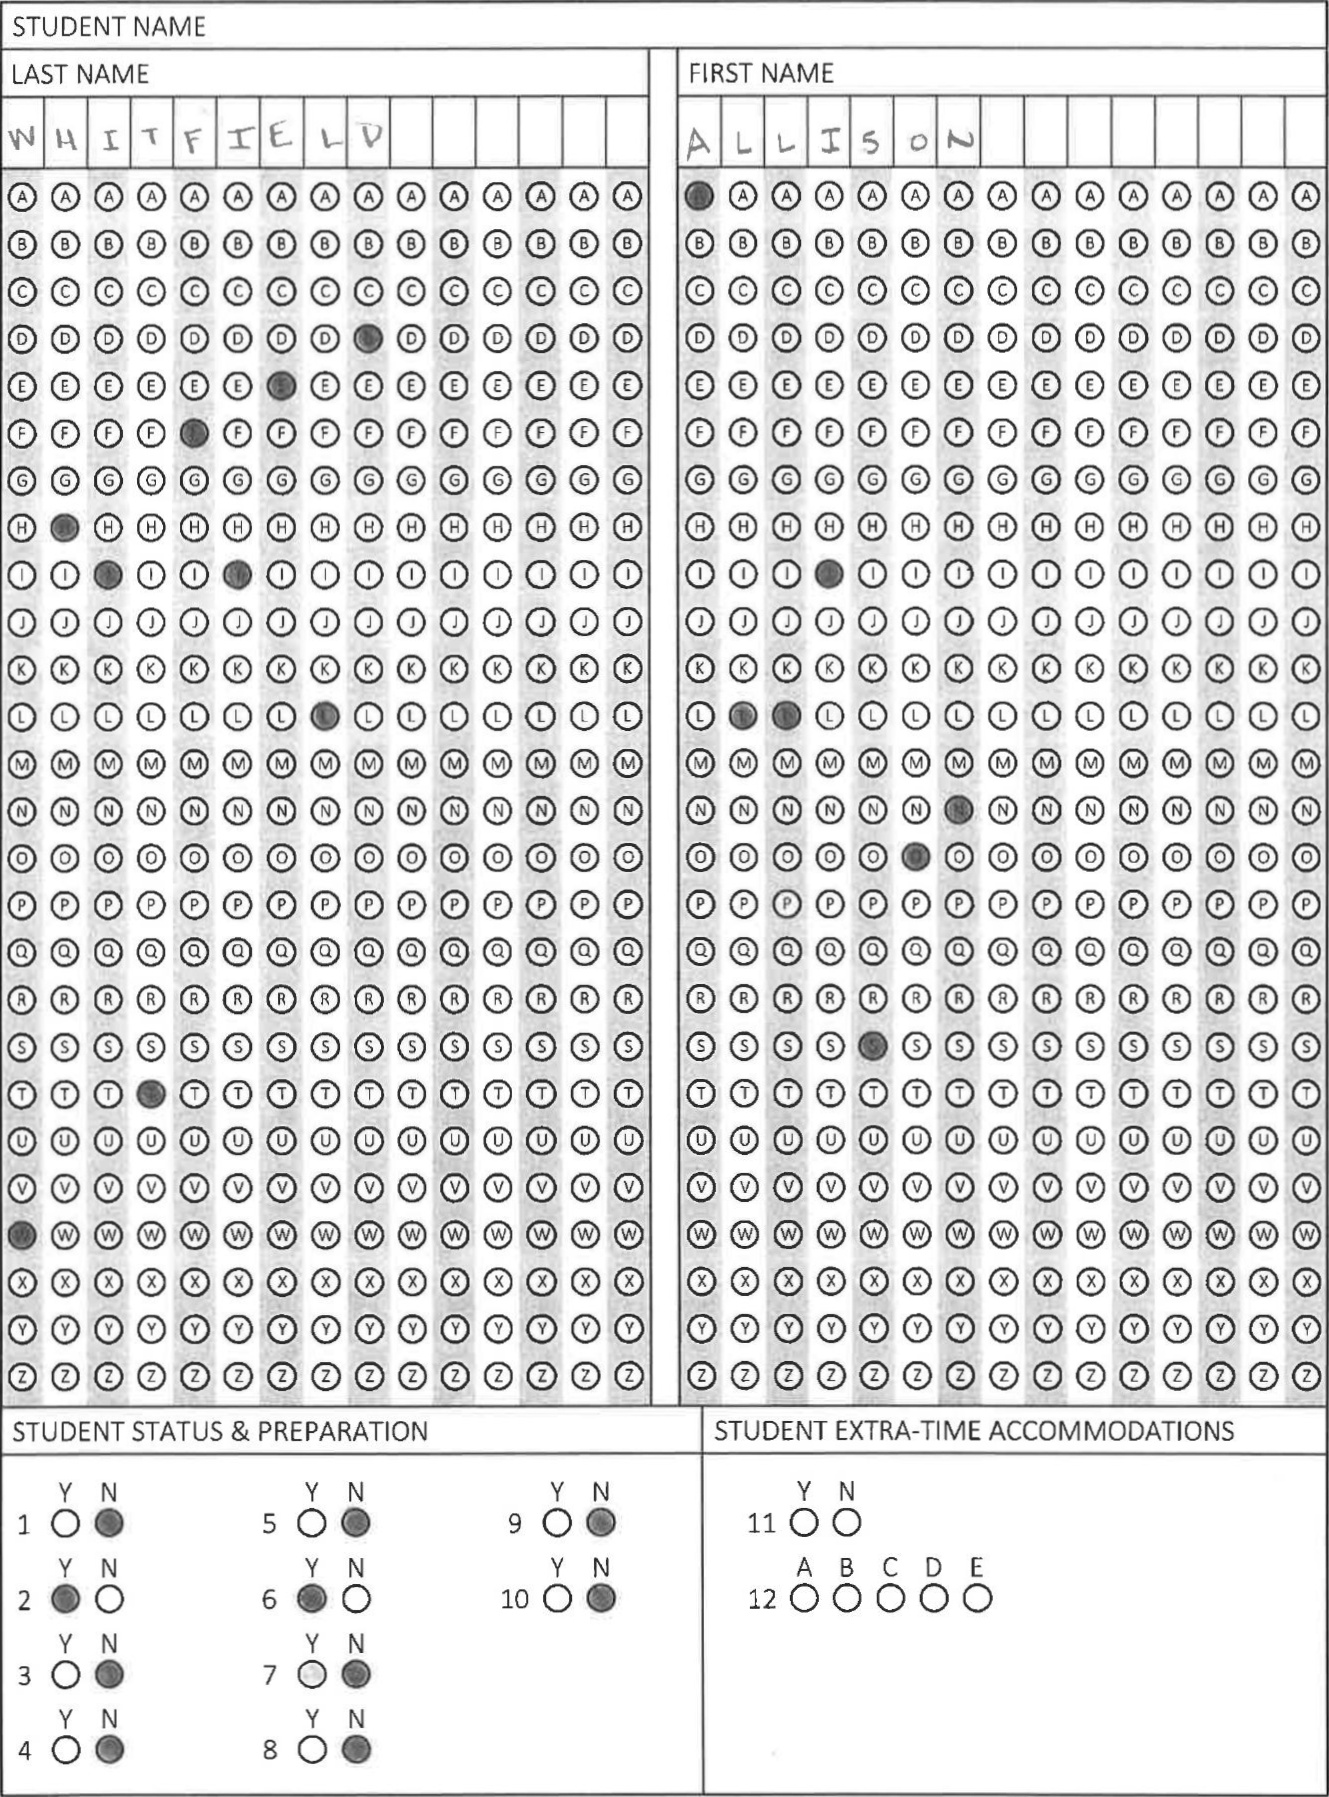 STUDENT NAME
LAST NAME FIRST NAME
W H I T F I E L D A L L I S O N
A A A A A A A A A A A A A A A A A A A A A A A A A A A A A
B B B B B B B B B B B B B B B B B B B B B B B B B B B B B B
C C C C C C C C C C C C C C C C C C C C C C C C C C C C C C
D D D D D D D D D D D D D D D D D D D D D D D D D D D D D
E E E E E E E E E E E E E E E E E E E E E E E E E E E E E
F F F F F F F F F F F F F F F F F F F F F F F F F F F F F
G G G G G G G G G G G G G G G G G G G G G G G G G G G G G G
H H H H H H H H H H H H H H H H H H H H H H H H H H H H H H
I I I I I I I I I I I I I I I I I I I I I I I I I I I
J J J J J J J J J J J J J J J J J J J J J J J J J J J J J J
K K K K K K K K K K K K K K K K K K K K K K K K K K K K K K
L L L L L L L L L L L L L L L L L L L L L L L L L L L L L
M M M M M M M M M M M M M M M M M M M M M M M M M M M M M M
N N N N N N N N N N N N N N N N N N N N N N N N N N N N N N
O O O O O O O O O O O O O O O O O O O O O O O O O O O O O O
P P P P P P P P P P P P P P P P P P P P P P P P P P P P P P
Q Q Q Q Q Q Q Q Q Q Q Q Q Q Q Q Q Q Q Q Q Q Q Q Q Q Q Q Q Q
R R R R R R R R R R R R R R R R R R R R R R R R R R R R R R
S S S S S S S S S S S S S S S S S S S S S S S S S S S S S S
T T T T T T T T T T T T T T T T T T T T T T T T T T T T T
U U U U U U U U U U U U U U U U U U U U U U U U U U U U U U
V V V V V V V V V V V V V V V V V V V V V V V V V V V V V V
W W W W W W W W W W W W W W W W W W W W W W W W W W W W W W
X X X X X X X X X X X X X X X X X X X X X X X X X X X X X X
Y Y Y Y Y Y Y Y Y Y Y Y Y Y Y Y Y Y Y Y Y Y Y Y Y Y Y Y Y Y
Z Z Z Z Z Z Z Z Z Z Z Z Z Z Z Z Z Z Z Z Z Z Z Z Z Z Z Z Z Z
STUDENT STATUS & PREPARATION
Y N
1
Y N
2
Y N
3
Y N
4
Y N
5
Y N
6
Y N
7
Y N
8
Y N
9
Y N
10
STUDENT EXTRA-TIME ACCOMMODATIONS
Y N
11
A B C D E
12